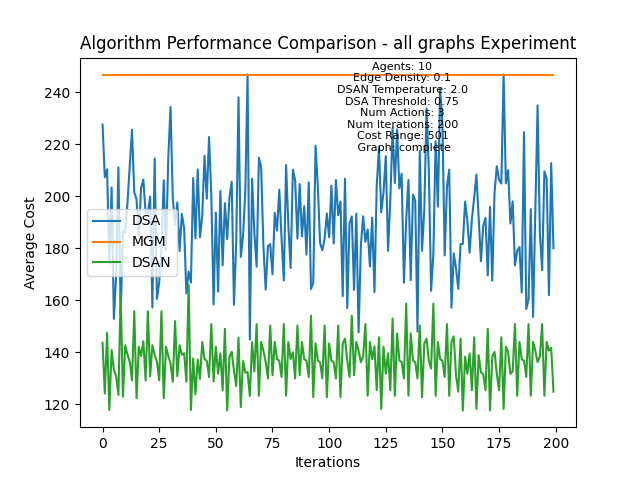 Algorithm Performance Comparison - all graphs Experiment
Agents: 10
Edge Density: 0.1
DSAN Temperature: 2.0
DSA Threshold: 0.75
Num Actions: 3
Num Iterations: 200
Cost Range: 501
Graph: complete
240
220
200
180
160
140
120
Average Cost
DSA
MGM
DSAN
0 25 50 75 100 125 150 175 200
Iterations